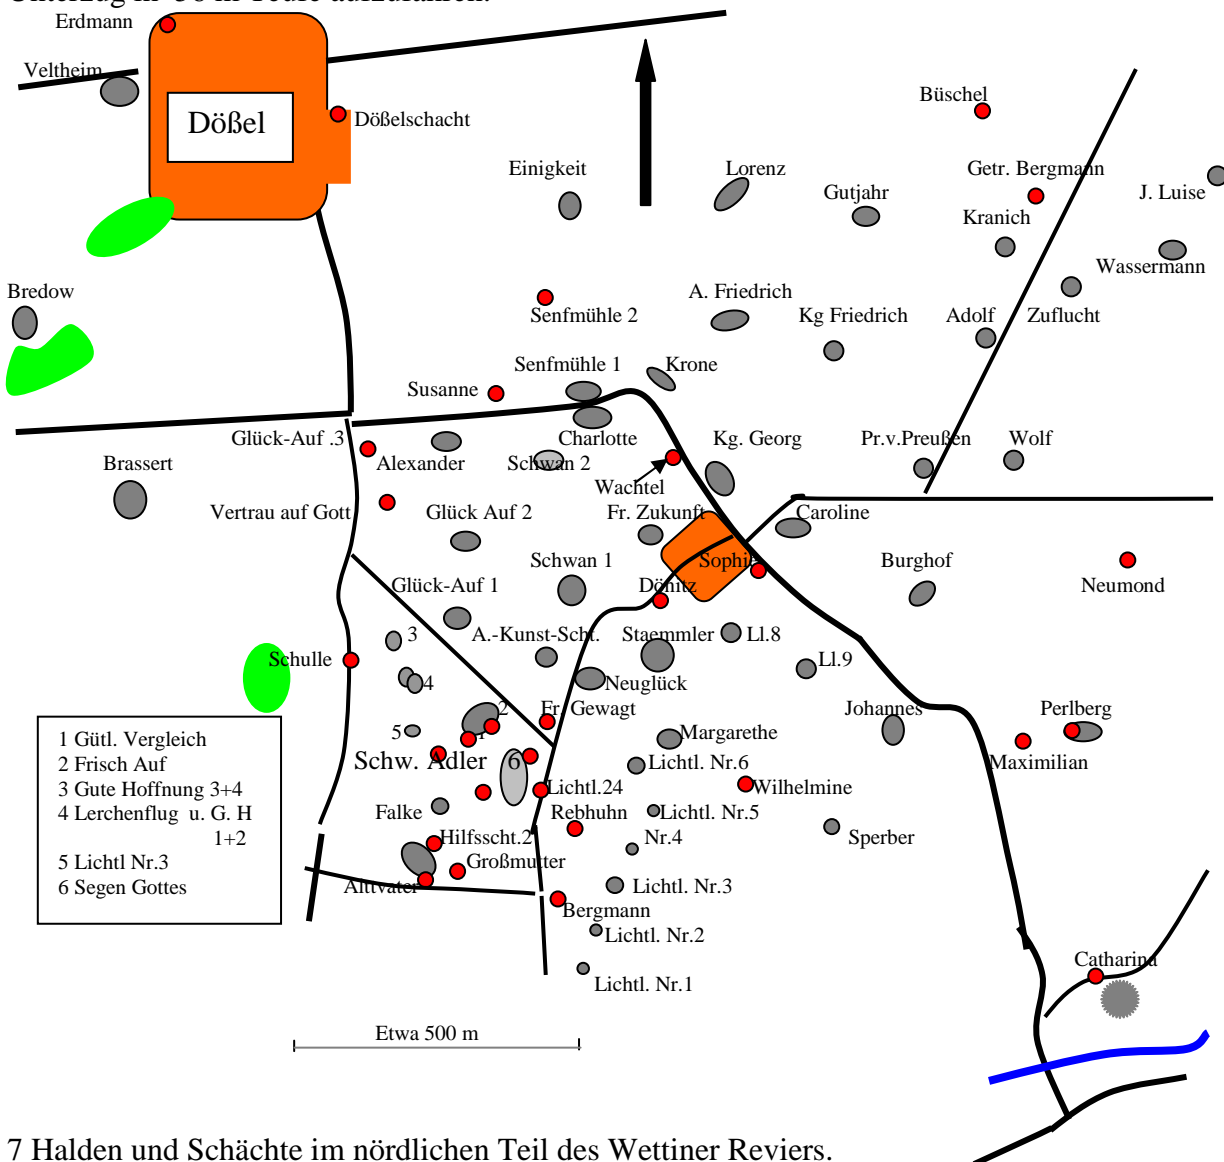 Unterzug in 36 m Teufe aufzufahren.
Erdmann
Veltheim
Dößel
Dößelschacht
Büschel
Einigkeit
Lorenz
Getr. Bergmann
Gutjahr
J. Luise
Kranich
Wassermann
Bredow
A. Friedrich
Senfmühle 2
Kg Friedrich
Adolf
Zuflucht
Senfmühle 1
Krone
Susanne
Glück-Auf .3
Charlotte
Kg. Georg
Pr.v.Preußen
Wolf
Brassert
Alexander
Schwan 2
Wachtel
Vertrau auf Gott
Glück Auf 2
Fr. Zukunft
Caroline
Schwan 1
Sophie
Burghof
Glück-Auf 1
Dönitz
Neumond
3
A.-Kunst-Scht.
Staemmler
Ll.8
Schulle
4
Neuglück
Ll.9
2
Fr. Gewagt
Johannes
Perlberg
5
1
Margarethe
Schw. Adler
6
Lichtl. Nr.6
Maximilian
Lichtl.24
Wilhelmine
Falke
Rebhuhn
Lichtl. Nr.5
Hilfsscht.2
Nr.4
Sperber
Großmutter
Altvater
Lichtl. Nr.3
Bergmann
Lichtl. Nr.2
Lichtl. Nr.1
Catharina
1 Gütl. Vergleich
2 Frisch Auf
3 Gute Hoffnung 3+4
4 Lerchenflug u. G. H
1+2
5 Lichtl Nr.3
6 Segen Gottes
Etwa 500 m
7 Halden und Schächte im nördlichen Teil des Wettiner Reviers.